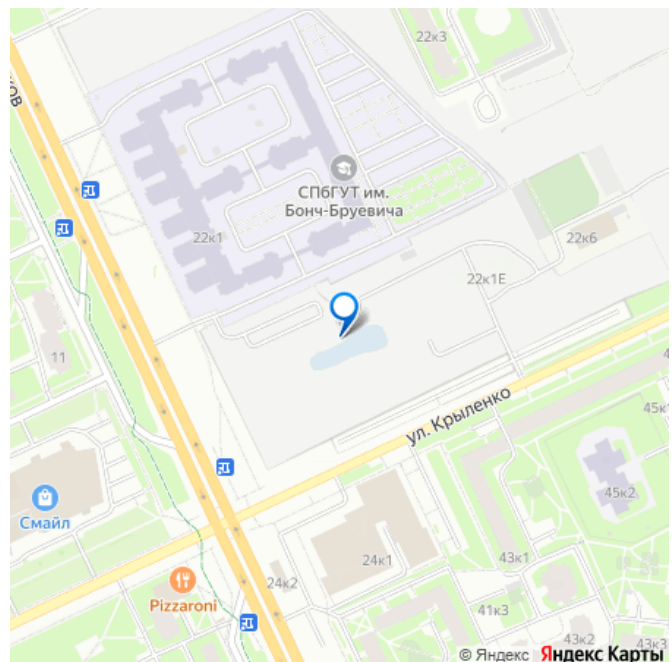 22к3
СПбГУТ им.
Бонч-Бруевича
22к1
22к6
22к1Е
11
ул. Крыленко
45к1
45к2
Смайл
24к1
43к1
24к2
Pizzaroni
41к3
43к2
43к3
© Яндекс Яндекс Карты